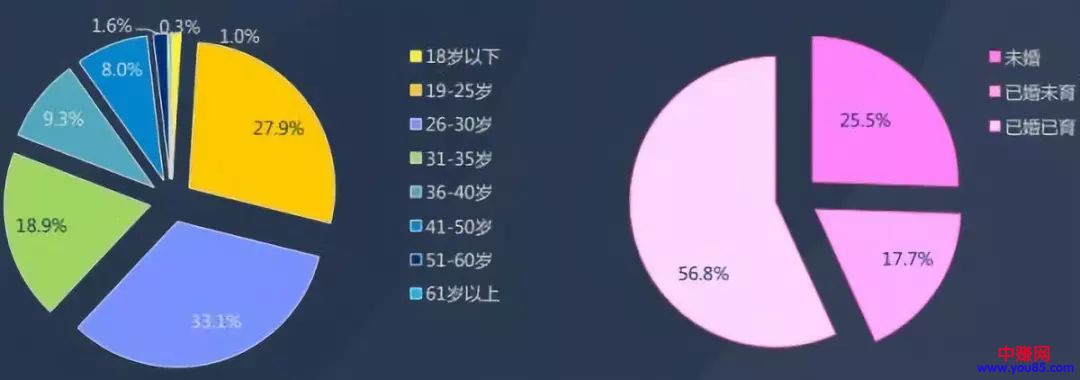 1.6%
0.3%
1.0%
8.0%
27.9%
9.3%
18.9%
33.1%
18岁以下
19-25岁
26-30岁
31-35岁
36-40岁
41-50岁
51-60岁
61岁以上
25.5%
17.7%
56.8%
未婚
已婚未育
已婚已育
中赚网
www.you85.com